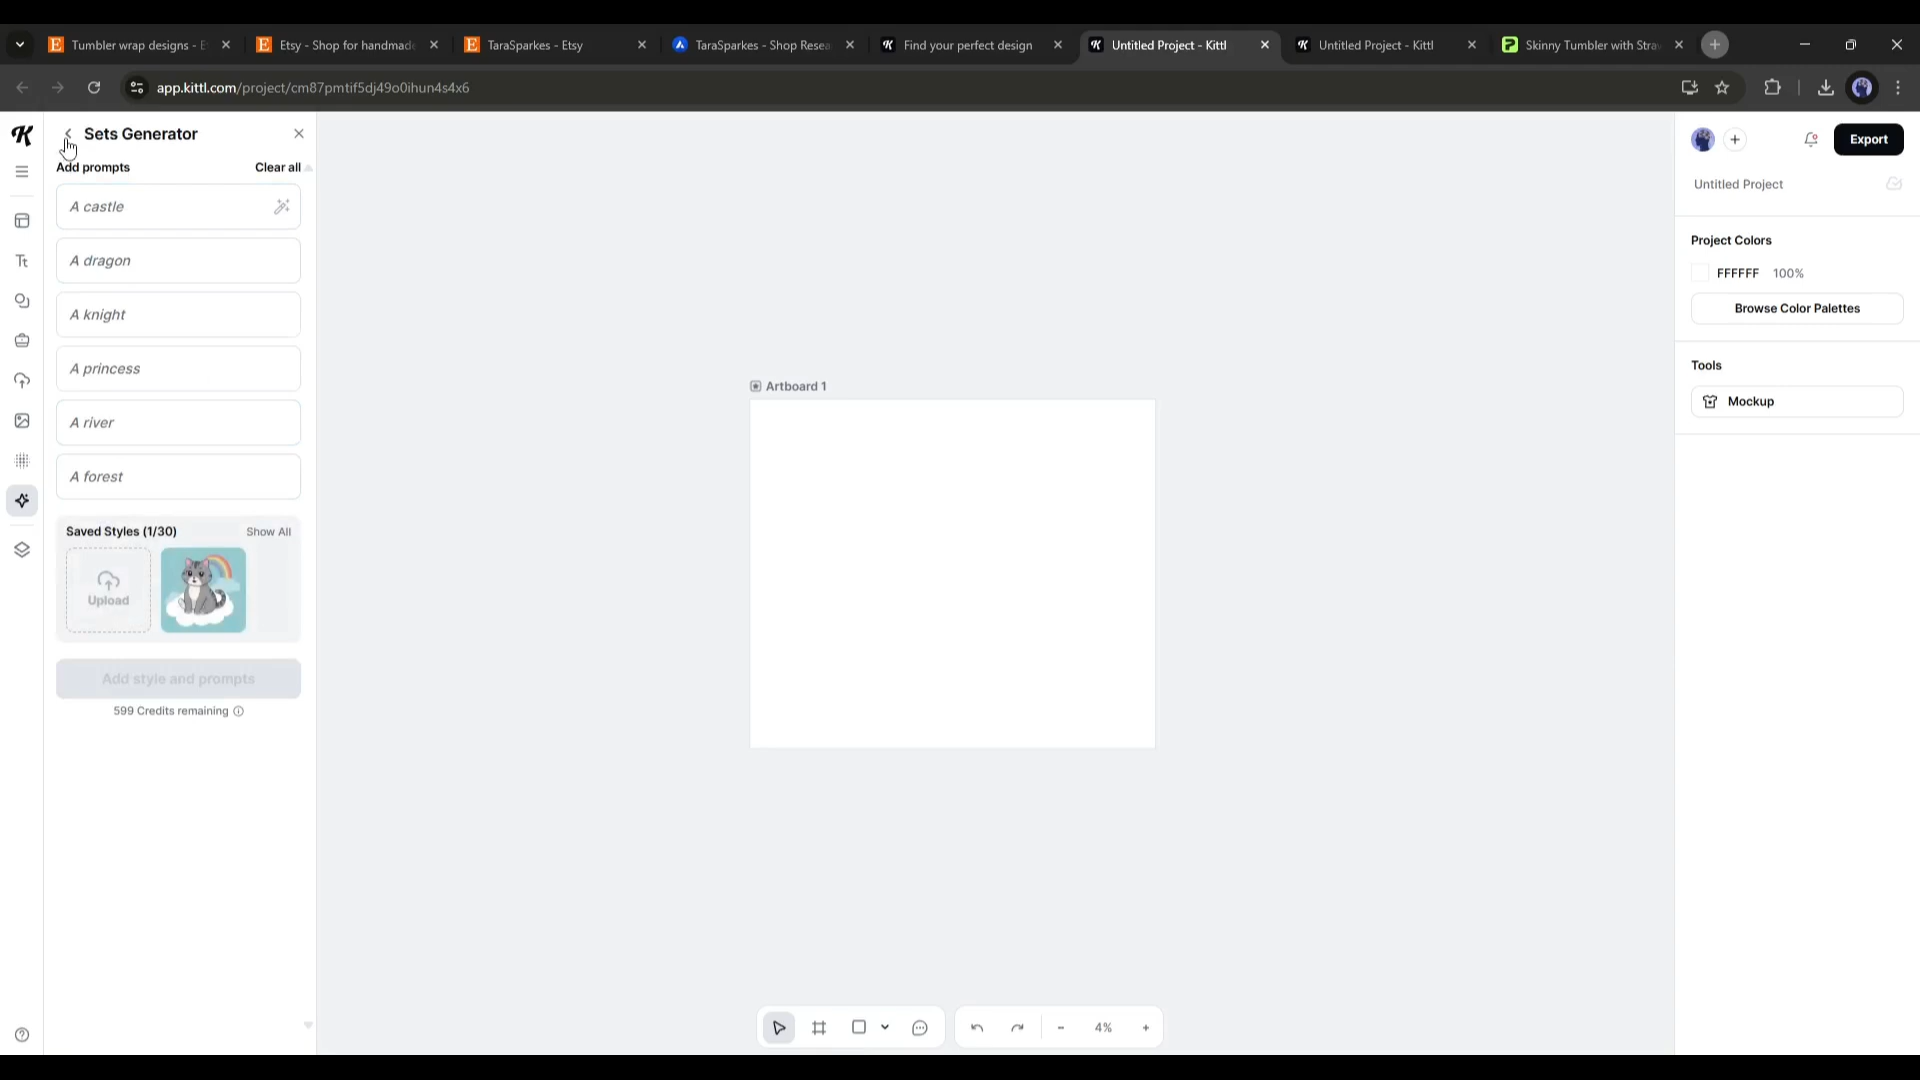 Tumbler wrap designs - E
Etsy - Shop for handmade
TaraSparkes - Etsy
TaraSparkes - Shop Resea
Find your perfect design
Untitled Project - Kittl
Untitled Project - Kittl
Skinny Tumbler with Straw
app.kittl.com/project/cm87pmtif5dj49o0ihun4s4x6
K
Sets Generator
Add prompts
Clear all
A castle
A dragon
A knight
A princess
A river
A forest
Saved Styles (1/30)
Show All
Upload
Add style and prompts
599 Credits remaining
Tt
Artboard 1
4%
Export
Untitled Project
Project Colors
FFFFFF 100%
Browse Color Palettes
Tools
Mockup